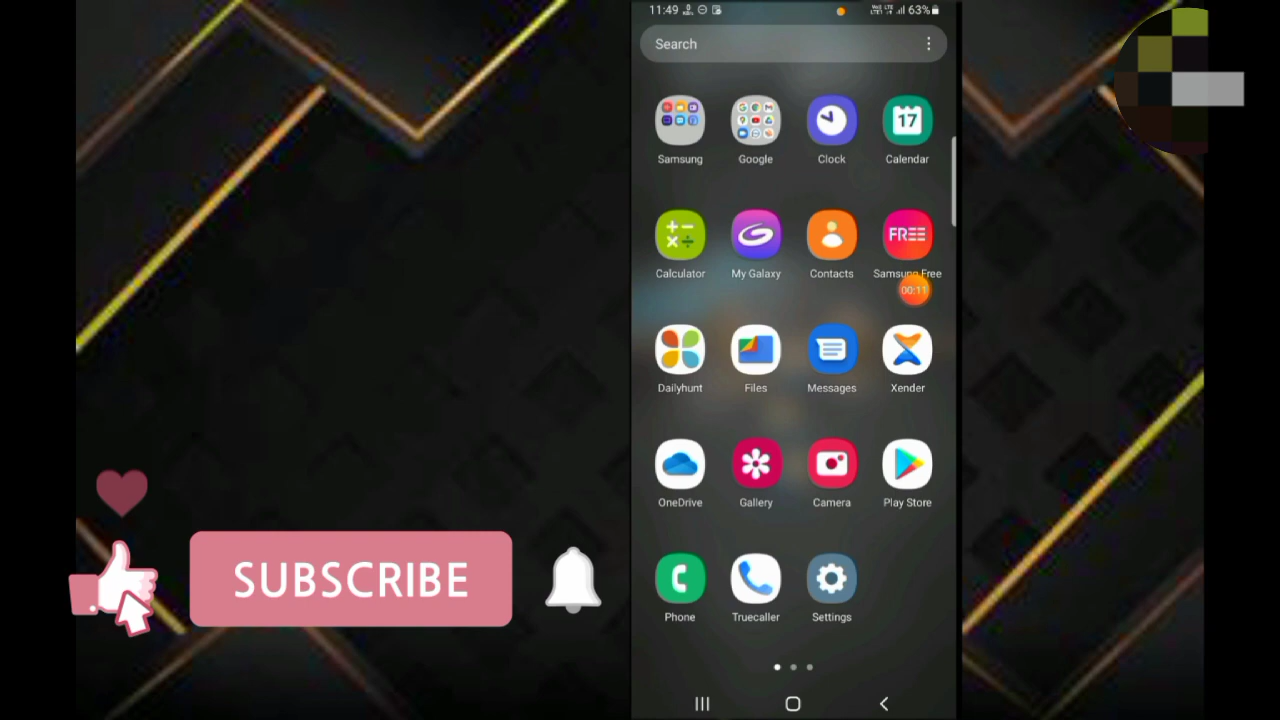 11:49
63%
Search
17
Samsung
Google
Clock
Calendar
FREE
Calculator
My Galaxy
Contacts
Samsung Free
00:11
Dailyhunt
Files
Messages
Xender
OneDrive
Gallery
Camera
Play Store
SUBSCRIBE
Phone
Truecaller
Settings